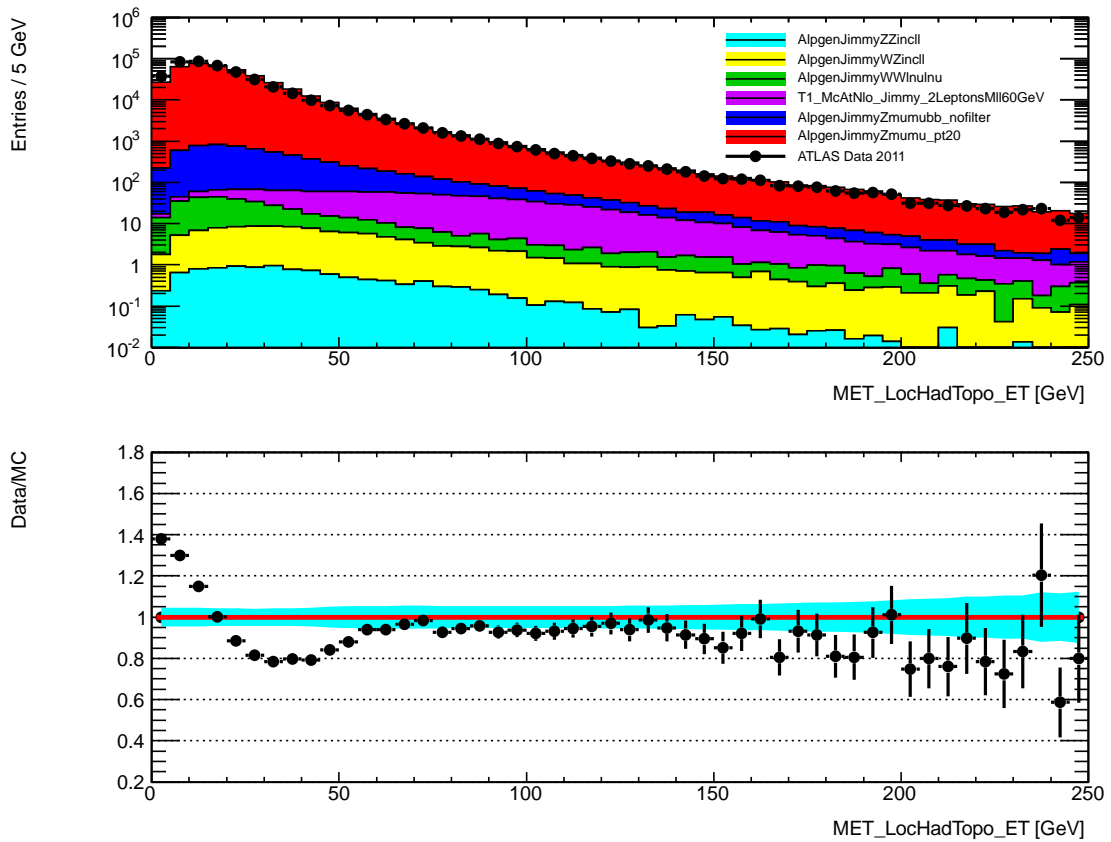 10^6
10^5
10^4
10^3
10^2
10
1
10^-1
10^-2
Entries / 5 GeV
AlpgenJimmyZZincll
AlpgenJimmyWZincll
AlpgenJimmyWWlnulnu
T1_McAtNlo_Jimmy_2LeptonsMll60GeV
AlpgenJimmyZmumubb_nofilter
AlpgenJimmyZmumu_pt20
ATLAS Data 2011
0 50 100 150 200 250
MET_LocHadTopo_ET [GeV]
Data/MC
1.8
1.6
1.4
1.2
1
0.8
0.6
0.4
0.2
0 50 100 150 200 250
MET_LocHadTopo_ET [GeV]